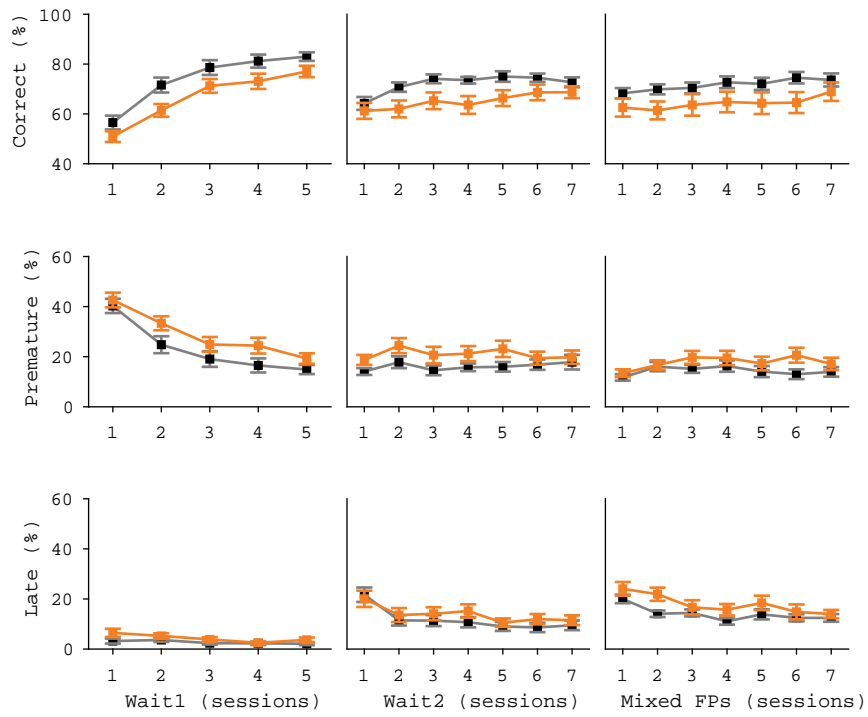 Correct (%)
100
80
60
40
1 2 3 4 5
1 2 3 4 5 6 7
1 2 3 4 5 6 7
Premature (%)
60
40
20
0
1 2 3 4 5
1 2 3 4 5 6 7
1 2 3 4 5 6 7
Late (%)
60
40
20
0
1 2 3 4 5
1 2 3 4 5 6 7
1 2 3 4 5 6 7
Wait1 (sessions)
Wait2 (sessions)
Mixed FPs (sessions)